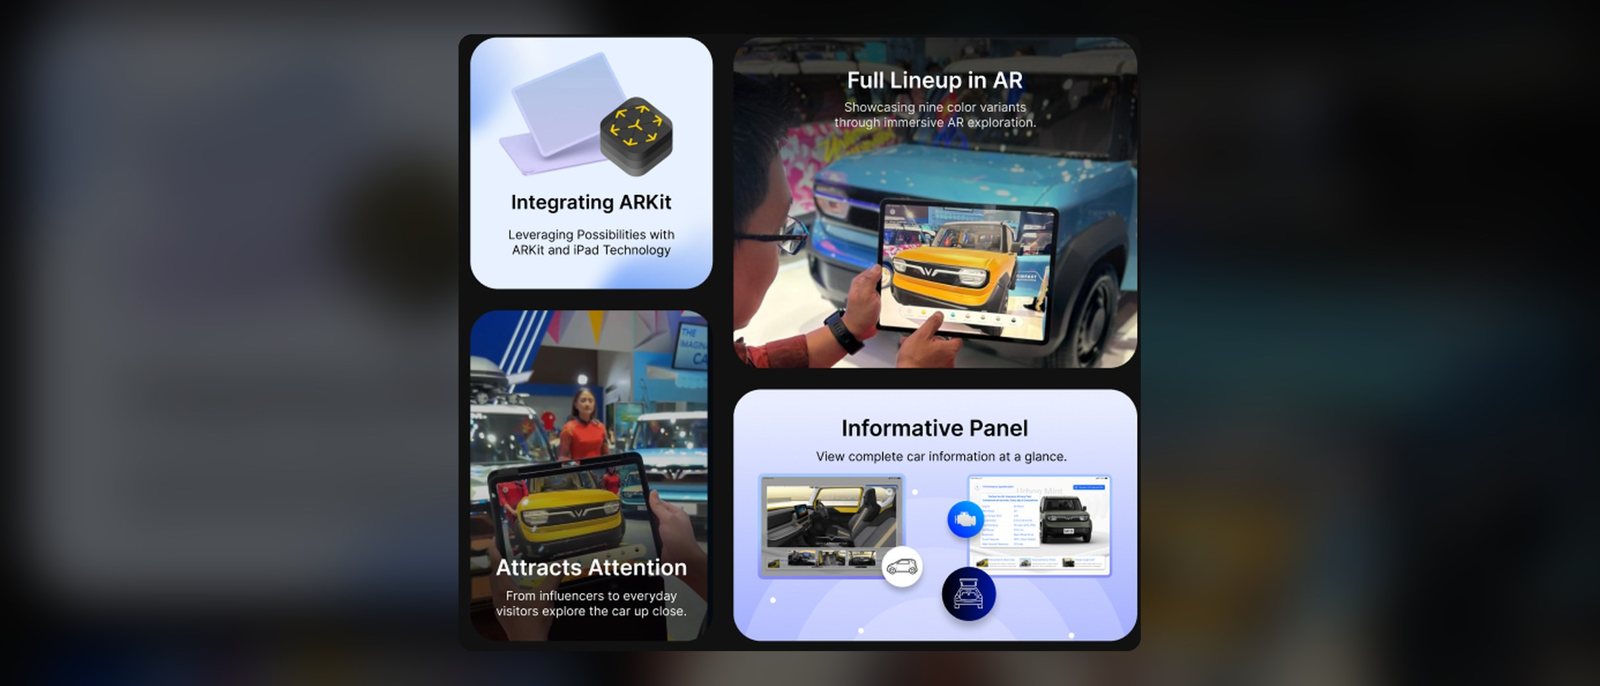 Integrating ARKit
Leveraging Possibilities with
ARKit and iPad Technology
Full Lineup in AR
Showcasing nine color variants
through immersive AR exploration.
THE
CA
Attracts Attention
From influencers to everyday
visitors explore the car up close.
Informative Panel
View complete car information at a glance.